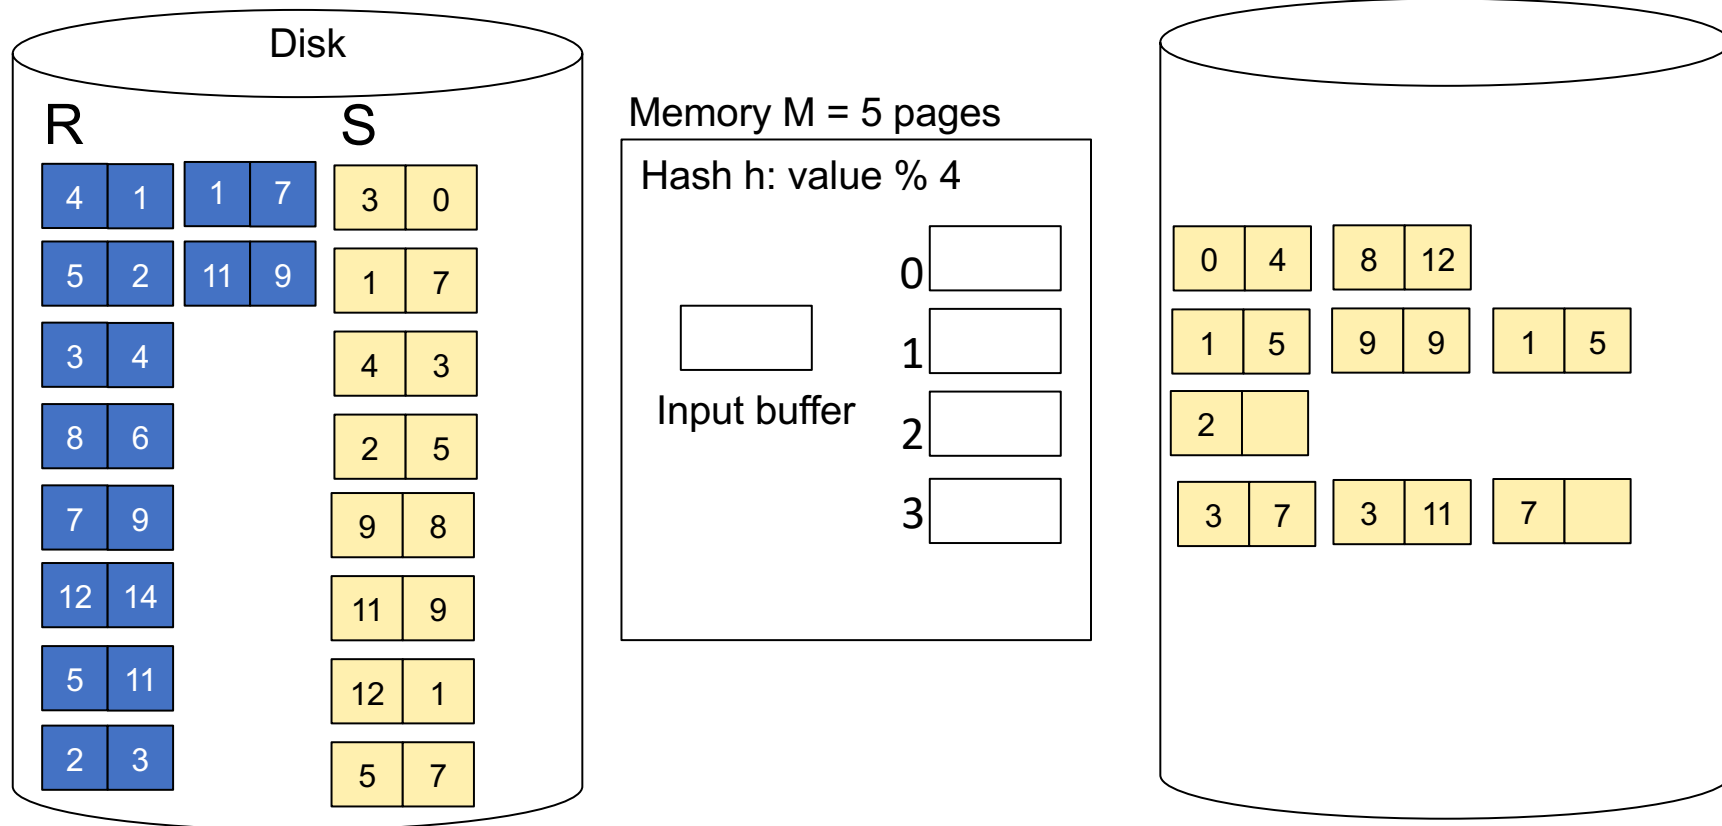 Disk
R S
Memory M = 5 pages
Hash h: value % 4
4 1 1 7 3 0
5 2 11 9 1 7
3 4 4 3
8 6 2 5
7 9 9 8
12 14 11 9
5 11 12 1
2 3 5 7
Input buffer
0
1
2
3
0 4 8 12
1 5 9 9 1 5
2
3 7 3 11 7